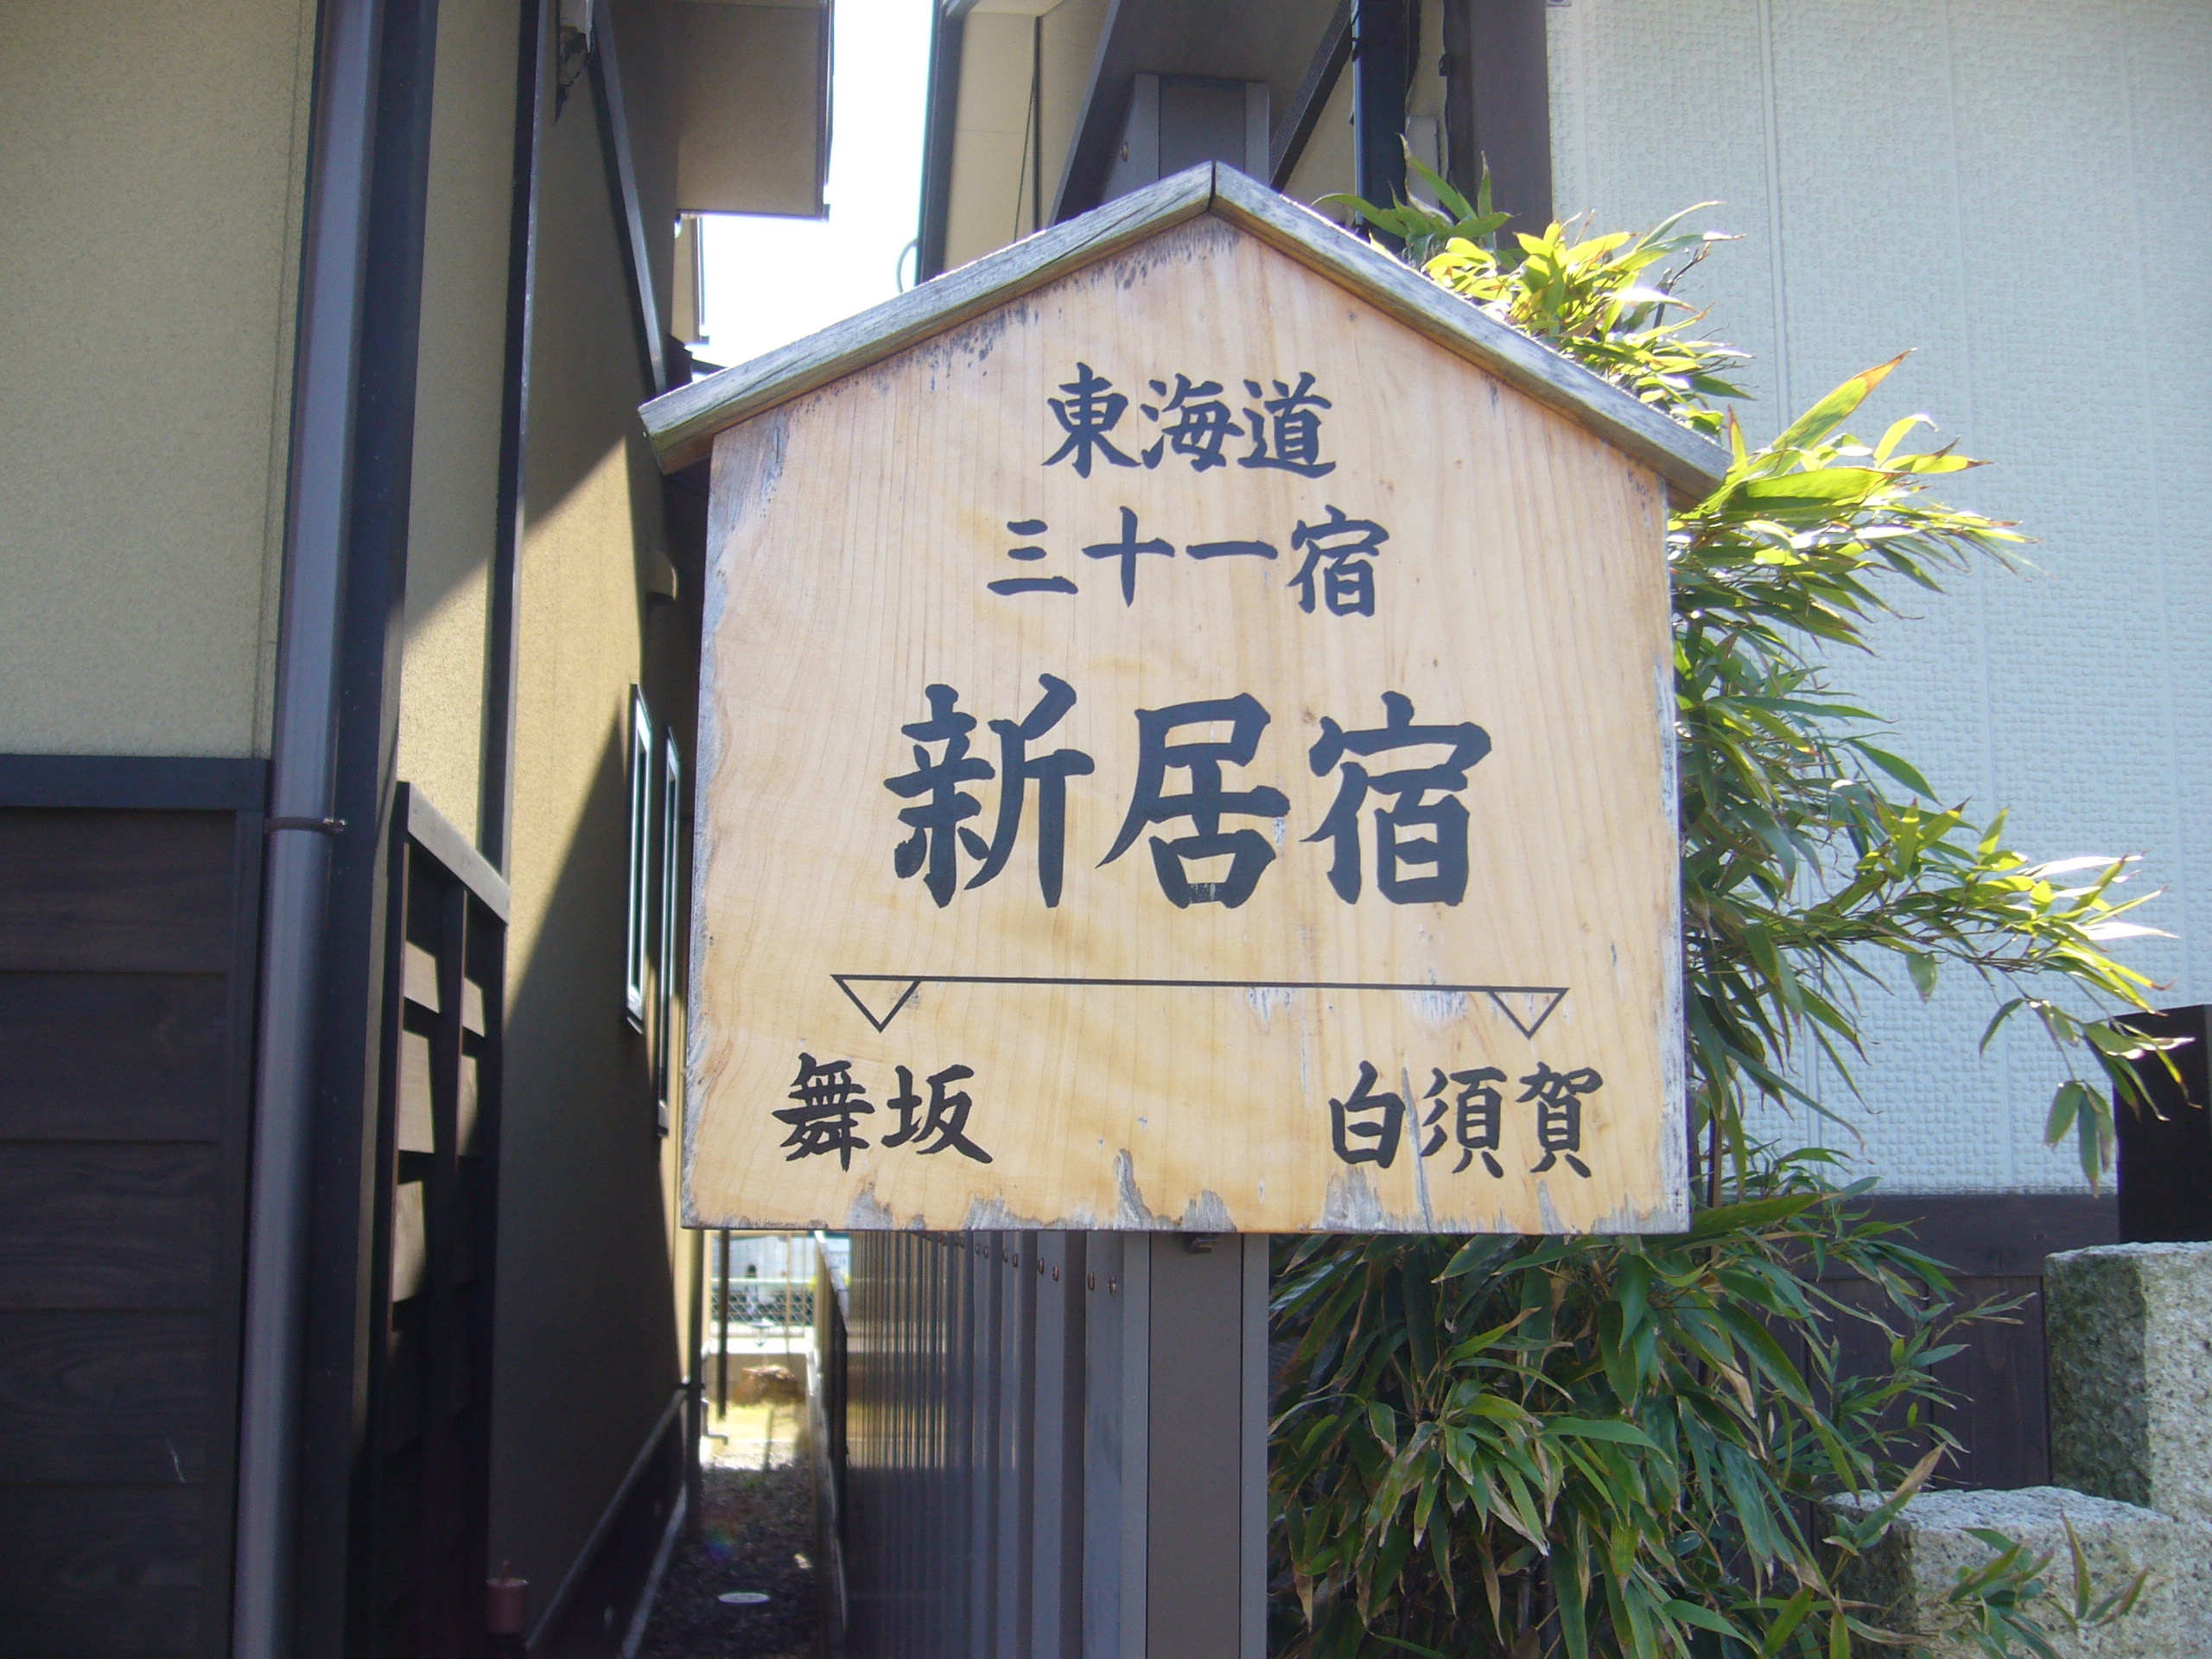 東海道
三十一宿
新居宿
舞坂 白須賀